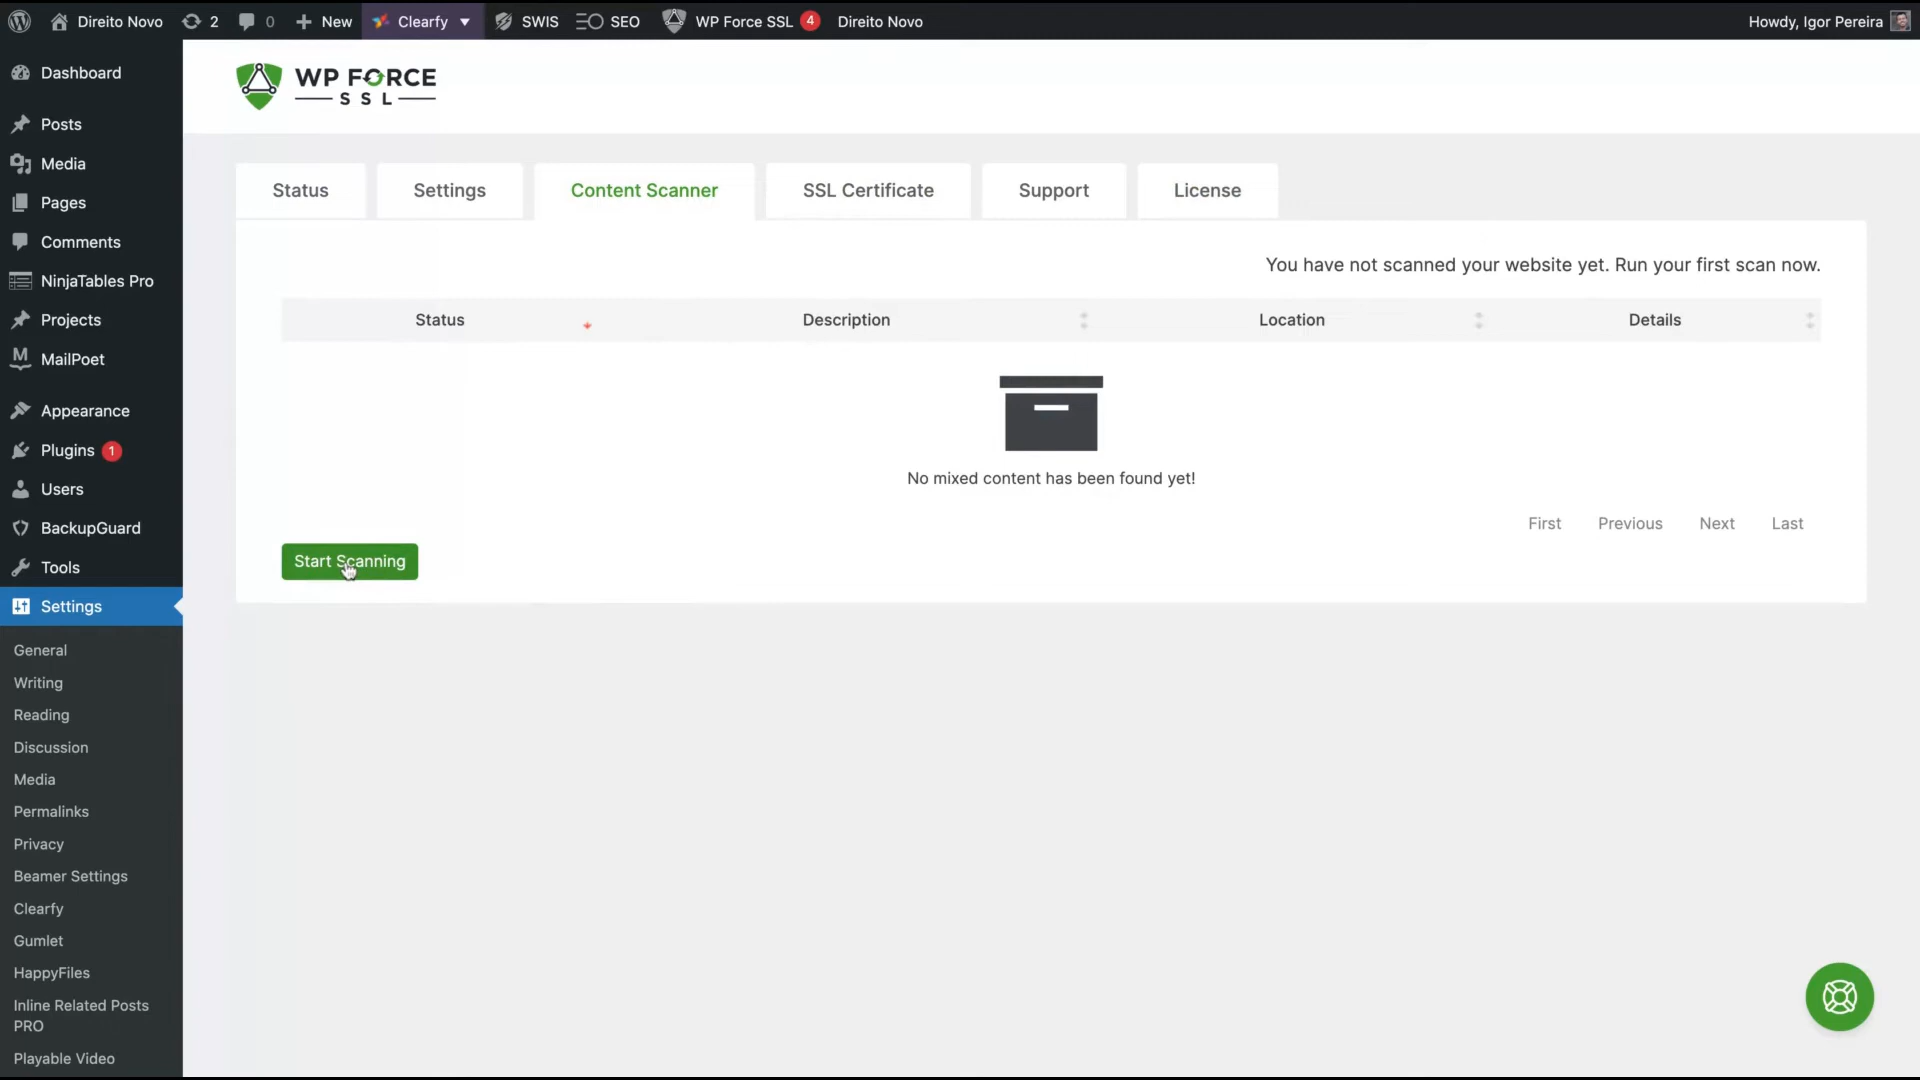 Direito Novo 2 0 New Clearfy SWIS SEO WP Force SSL 4 Direito Novo Howdy, Igor Pereira
Dashboard
Posts
Media
Pages
Comments
NinjaTables Pro
Projects
MailPoet
Appearance
Plugins 1
Users
BackupGuard
Tools
Settings
General
Writing
Reading
Discussion
Media
Permalinks
Privacy
Beamer Settings
Clearfy
Gumlet
HappyFiles
Inline Related Posts
PRO
Playable Video
WP FORCE
SSL
Status Settings Content Scanner SSL Certificate Support License
You have not scanned your website yet. Run your first scan now.
Status Description Location Details
No mixed content has been found yet!
First Previous Next Last
Start Scanning